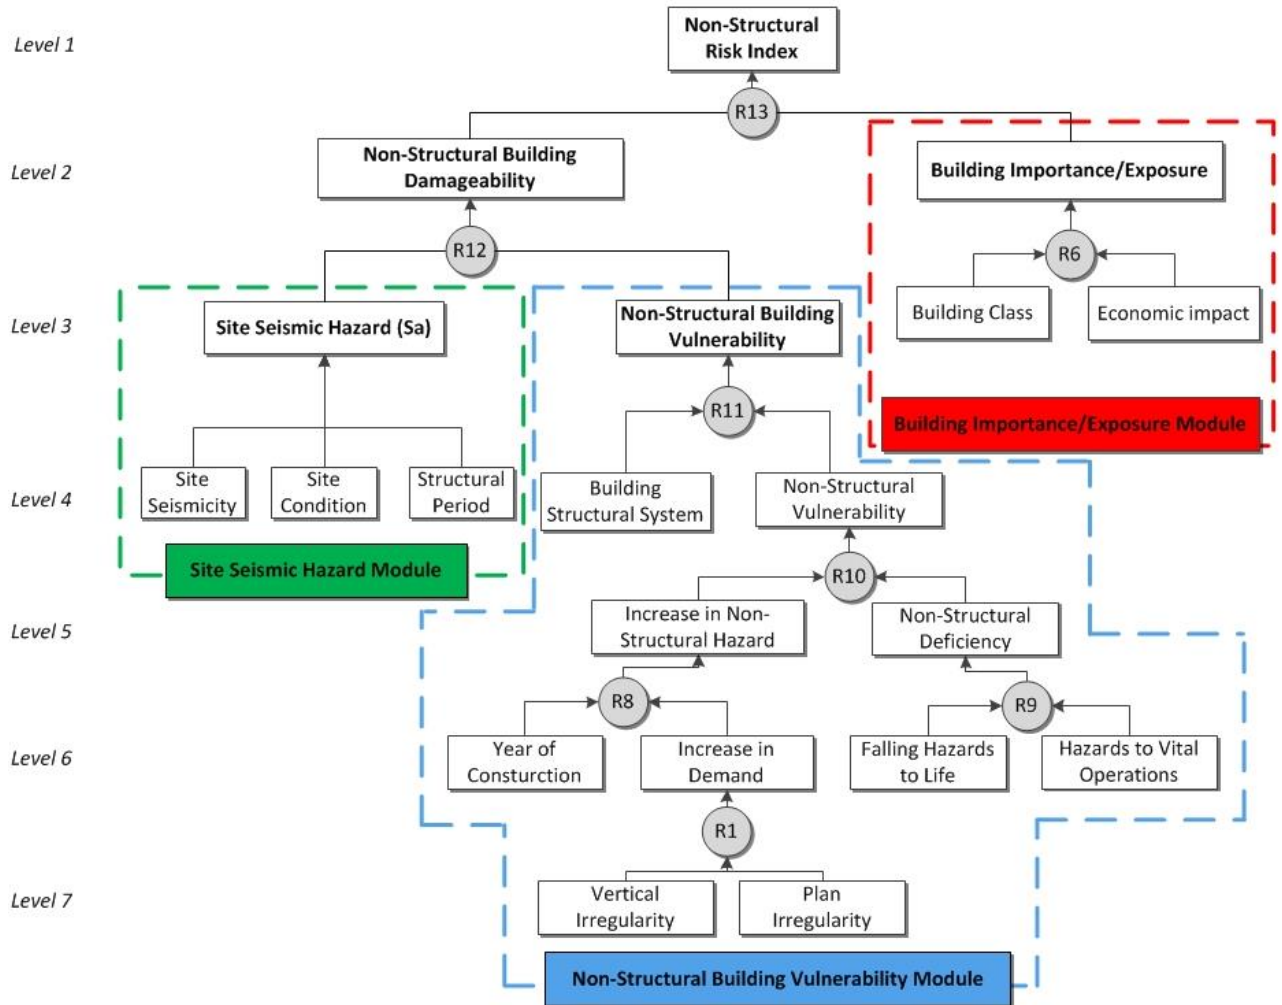 Level 1
Non-Structural
Risk Index
R13
Level 2
Non-Structural Building
Damageability
Building Importance/Exposure
R12
R6
Level 3
Site Seismic Hazard (Sa)
Non-Structural Building
Vulnerability
Building Class
Economic impact
R11
Building Importance/Exposure Module
Level 4
Site
Seismicity
Site
Condition
Structural
Period
Building
Structural System
Non-Structural
Vulnerability
Site Seismic Hazard Module
R10
Level 5
Increase in Non-
Structural Hazard
Non-Structural
Deficiency
R8
R9
Level 6
Year of
Consturction
Increase in
Demand
Falling Hazards
to Life
Hazards to Vital
Operations
R1
Level 7
Vertical
Irregularity
Plan
Irregularity
Non-Structural Building Vulnerability Module